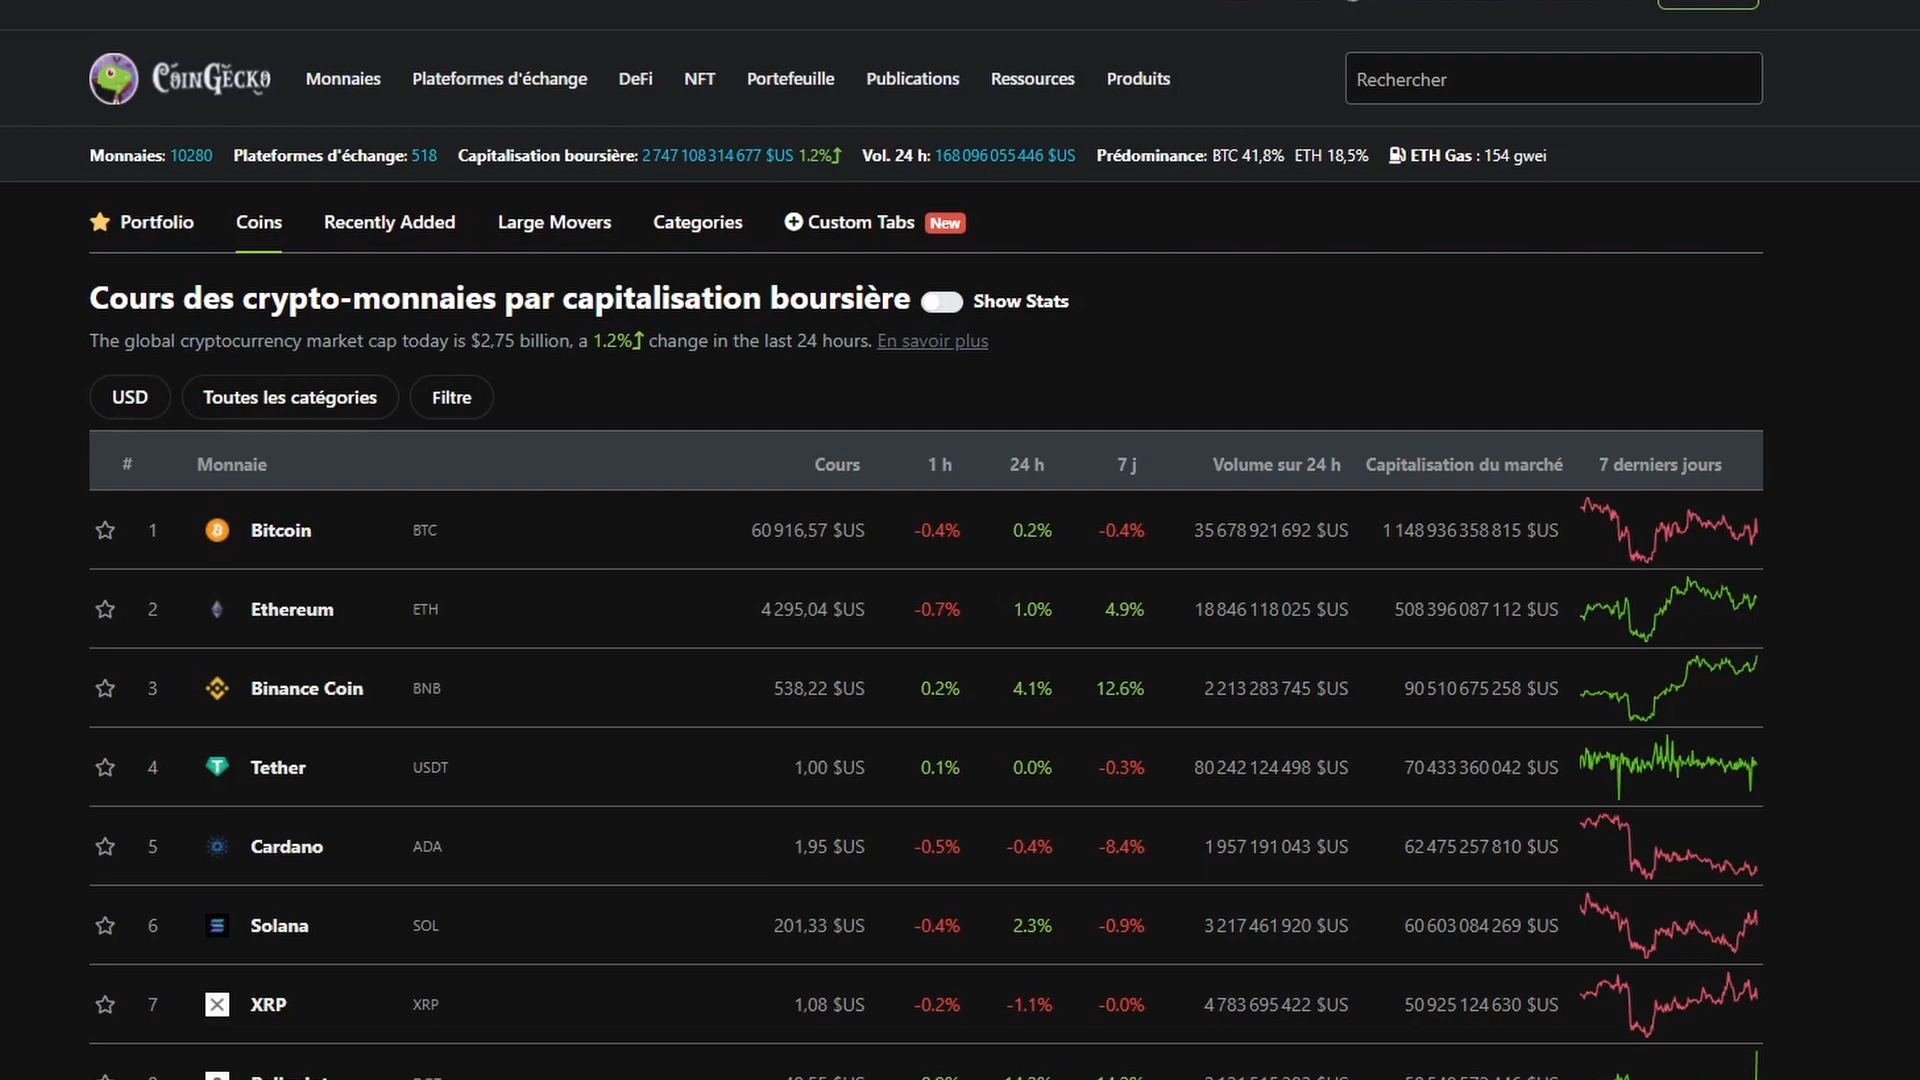 COINGECKO Monnaies Plateformes d'échange DeFi NFT Portefeuille Publications Ressources Produits Rechercher
Monnaies: 10280 Plateformes d'échange: 518 Capitalisation boursière: 2 747 108 314 677 $US 1.2% Vol. 24 h: 168 096 055 446 $US Prédominance: BTC 41,8% ETH 18,5% ETH Gas : 154 gwei
Portfolio Coins Recently Added Large Movers Categories Custom Tabs New
Cours des crypto-monnaies par capitalisation boursière Show Stats
The global cryptocurrency market cap today is $2,75 billion, a 1.2% change in the last 24 hours. En savoir plus
USD Toutes les catégories Filtre
# Monnaie Cours 1 h 24 h 7 j Volume sur 24 h Capitalisation du marché 7 derniers jours
1 Bitcoin BTC 60 916,57 $US -0.4% 0.2% -0.4% 35 678 921 692 $US 1 148 936 358 815 $US
2 Ethereum ETH 4 295,04 $US -0.7% 1.0% 4.9% 18 846 118 025 $US 508 396 087 112 $US
3 Binance Coin BNB 538,22 $US 0.2% 4.1% 12.6% 2 213 283 745 $US 90 510 675 258 $US
4 Tether USDT 1,00 $US 0.1% 0.0% -0.3% 80 242 124 498 $US 70 433 360 042 $US
5 Cardano ADA 1,95 $US -0.5% -0.4% -8.4% 1 957 191 043 $US 62 475 257 810 $US
6 Solana SOL 201,33 $US -0.4% 2.3% -0.9% 3 217 461 920 $US 60 603 084 269 $US
7 XRP XRP 1,08 $US -0.2% -1.1% -0.0% 4 783 695 422 $US 50 925 124 630 $US